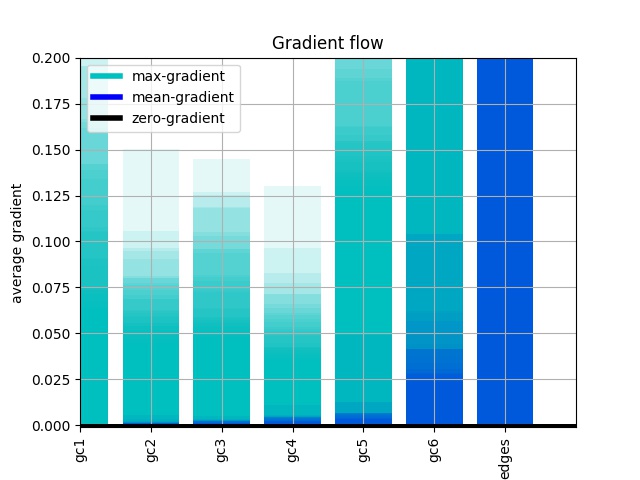 Gradient flow
average gradient
0.200
0.175
0.150
0.125
0.100
0.075
0.050
0.025
0.000
max-gradient
mean-gradient
zero-gradient
gc1
gc2
gc3
gc4
gc5
gc6
edges